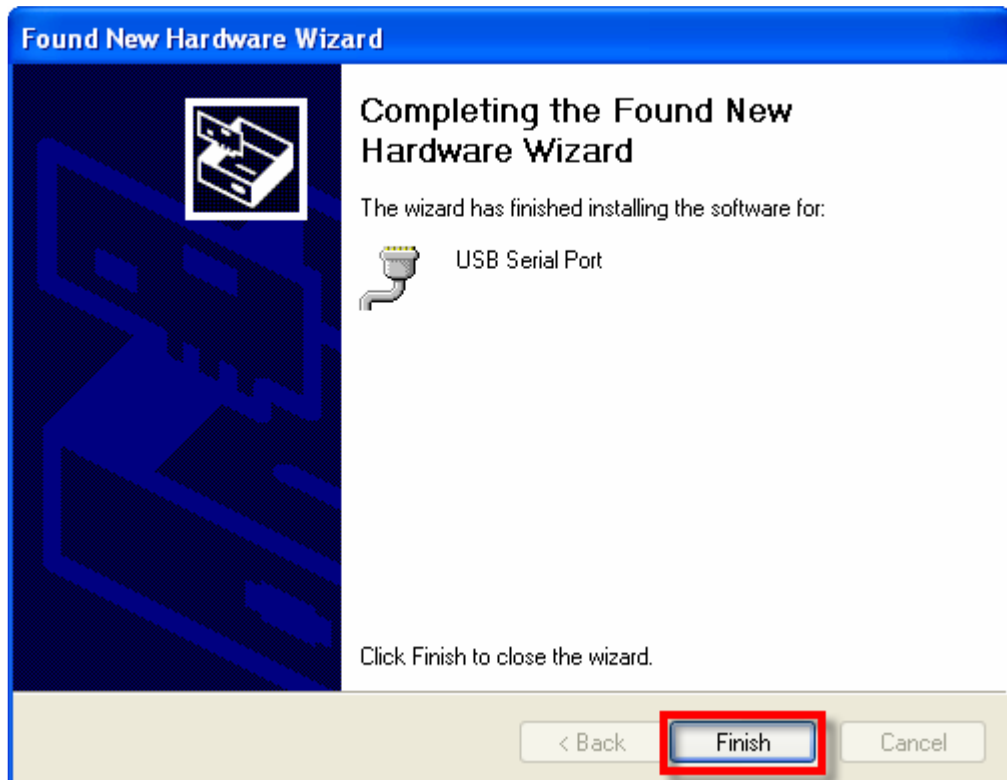 Found New Hardware Wizard
Completing the Found New
Hardware Wizard
The wizard has finished installing the software for:
USB Serial Port
Click Finish to close the wizard.
< Back Finish Cancel